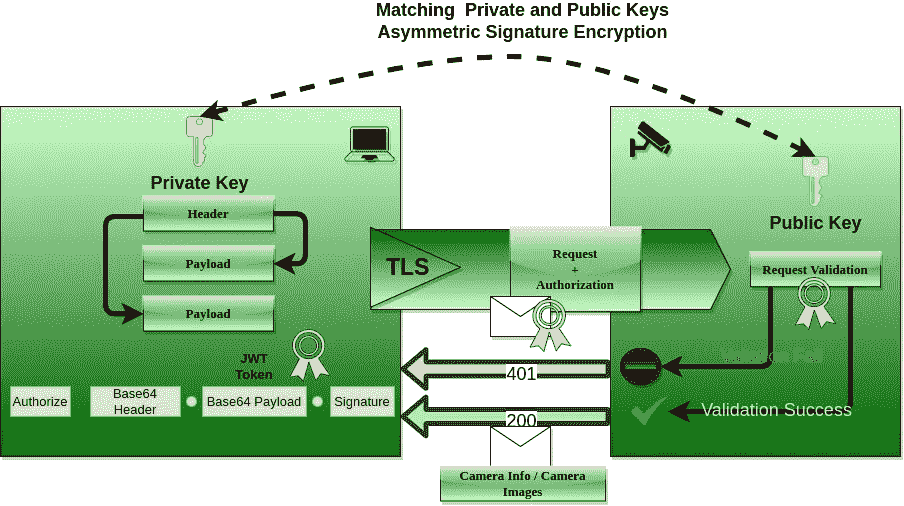 Matching Private and Public Keys
Asymmetric Signature Encryption
Private Key
Header
Payload
Payload
JWT
Token
Authorize
Base64
Header
Base64 Payload
Signature
TLS
Request
+
Authorization
401
200
Camera Info / Camera
Images
Public Key
Request Validation
Validation Success